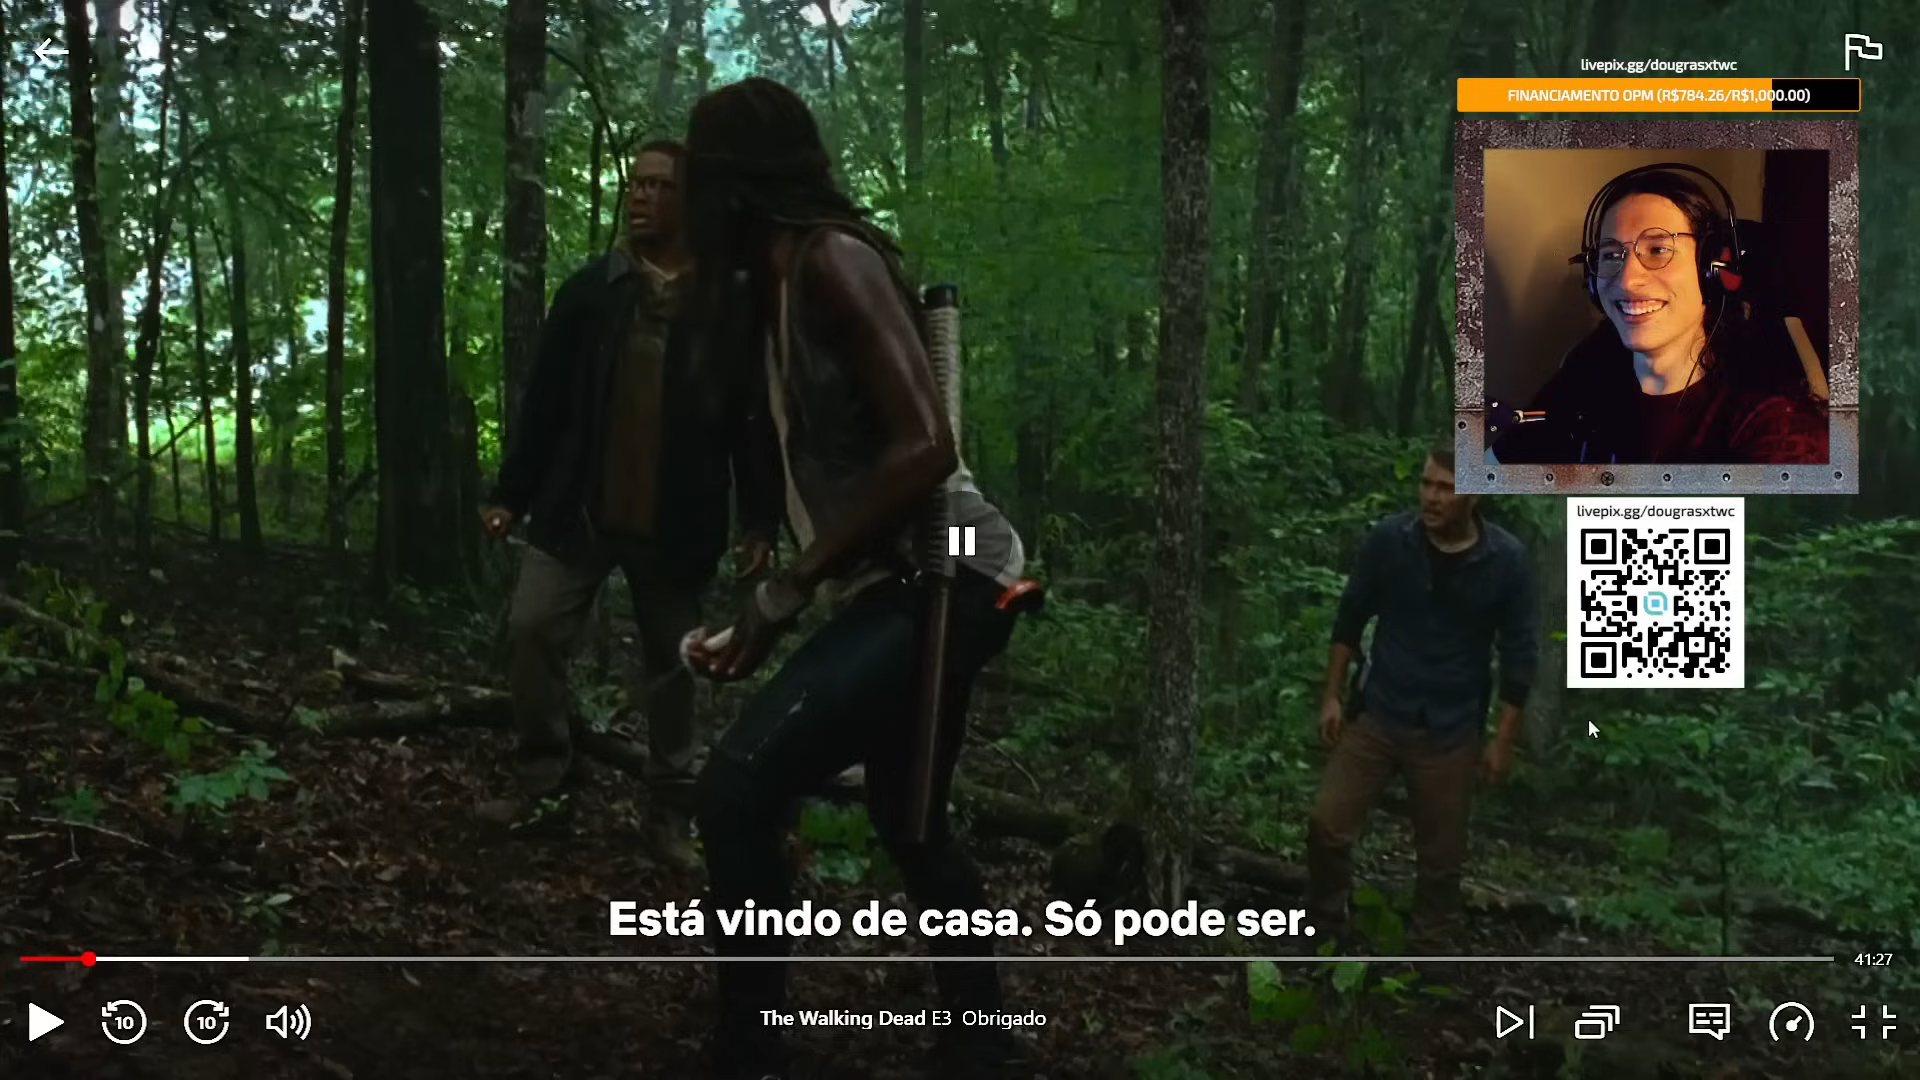 livepix.gg/dougrasxtwc
FINANCIAMENTO OPM (R$784.26/R$1,000.00)
livepix.gg/dougrasxtwc
Está vindo de casa. Só pode ser.
41:27
10
10
The Walking Dead E3 Obrigado